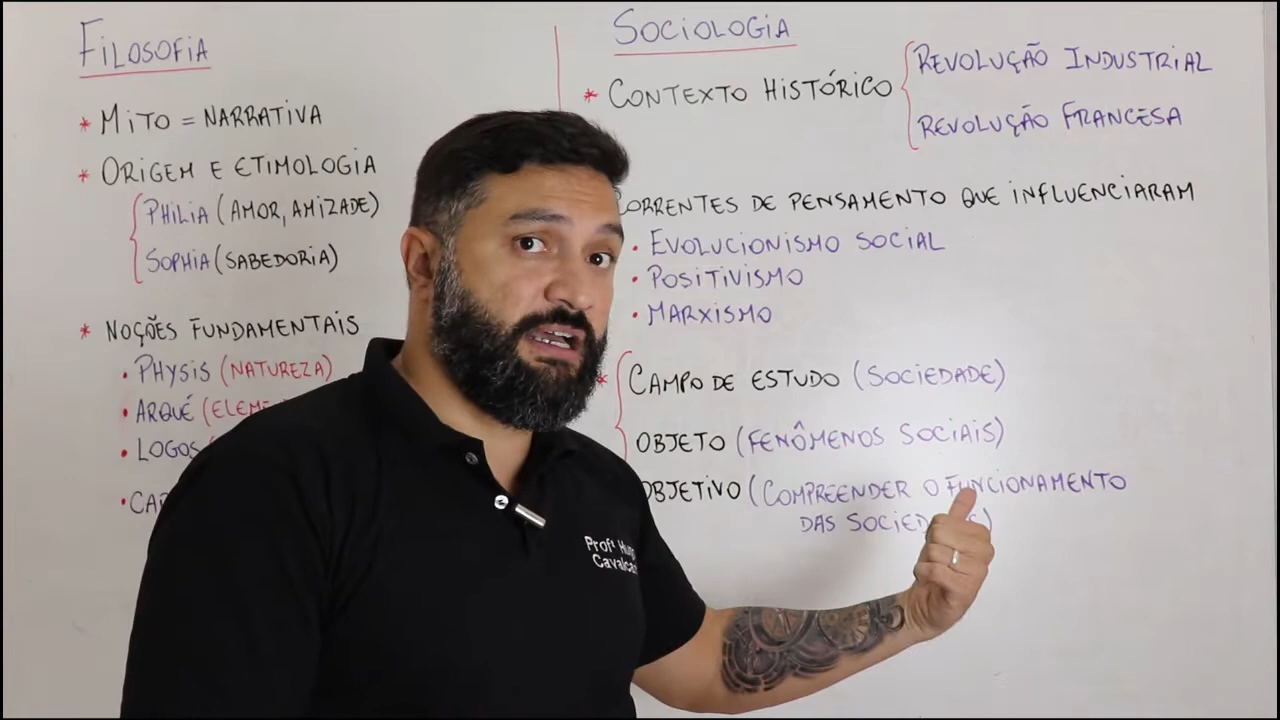 FILOSOFIA
* MITO = NARRATIVA
* ORIGEM E ETIMOLOGIA
PHILIA (AMOR, AMIZADE)
SOPHIA (SABEDORIA)
* NOÇÕES FUNDAMENTAIS
• PHYSIS (NATUREZA)
• ARQUÉ
• LOGOS
SOCIOLOGIA
* CONTEXTO HISTÓRICO
REVOLUÇÃO INDUSTRIAL
REVOLUÇÃO FRANCESA
CORRENTES DE PENSAMENTO QUE INFLUENCIARAM
• EVOLUCIONISMO SOCIAL
• POSITIVISMO
• MARXISMO
* CAMPO DE ESTUDO (SOCIEDADE)
OBJETO (FENÔMENOS SOCIAIS)
OBJETIVO (COMPREENDER O FUNCIONAMENTO
DAS
Profº